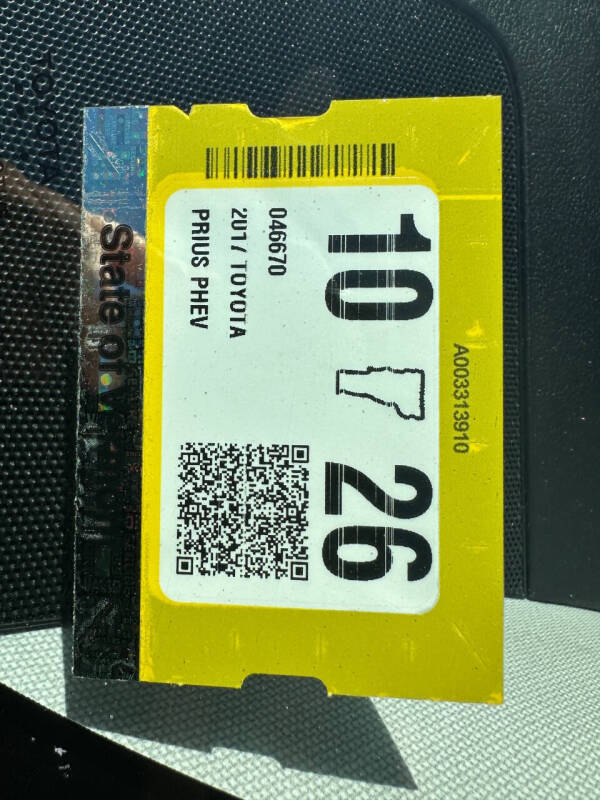 A003313910
10 26
046670
2017 TOYOTA
PRIUS PHEV
State of